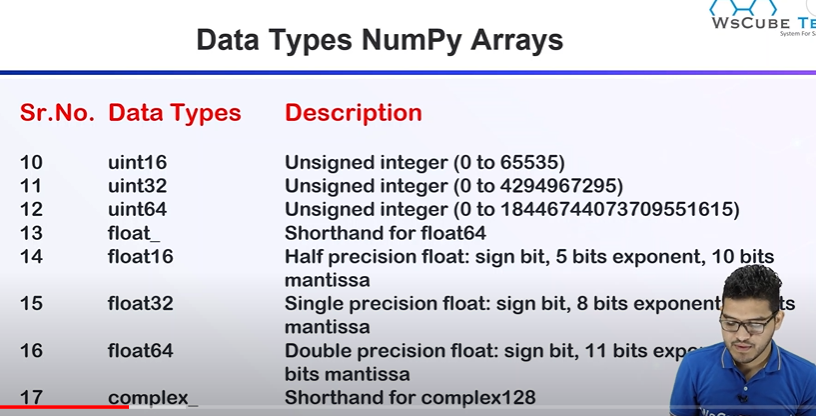 WsCube Te
System For S
Data Types NumPy Arrays
Sr.No. Data Types Description
10 uint16 Unsigned integer (0 to 65535)
11 uint32 Unsigned integer (0 to 4294967295)
12 uint64 Unsigned integer (0 to 18446744073709551615)
13 float_ Shorthand for float64
14 float16 Half precision float: sign bit, 5 bits exponent, 10 bits
mantissa
15 float32 Single precision float: sign bit, 8 bits exponent
mantissa
16 float64 Double precision float: sign bit, 11 bits
bits mantissa
17 complex_ Shorthand for complex128